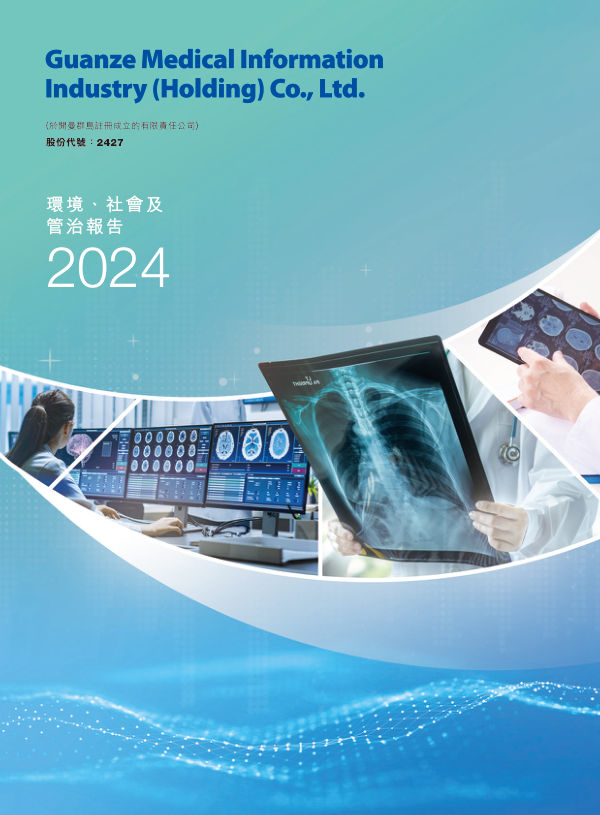 Guanze Medical Information
Industry (Holding) Co., Ltd.
(於開曼群島註冊成立的有限責任公司)
股份代號：2427
環境、社會及
管治報告
2024